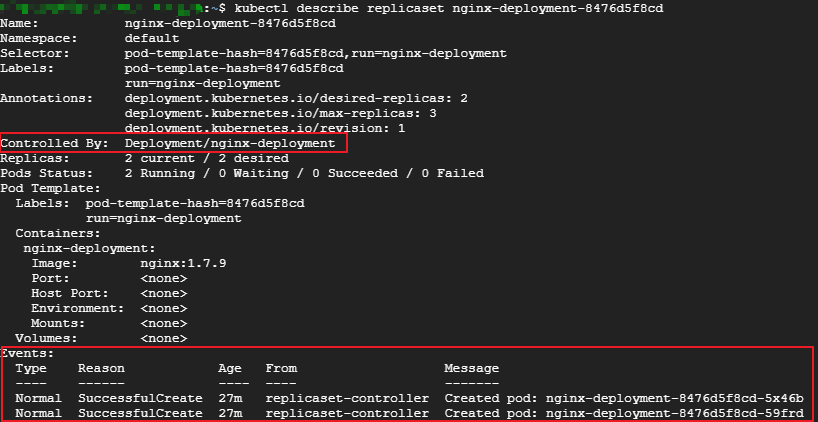 :~$ kubectl describe replicaset nginx-deployment-8476d5f8cd
Name:           nginx-deployment-8476d5f8cd
Namespace:      default
Selector:       pod-template-hash=8476d5f8cd,run=nginx-deployment
Labels:         pod-template-hash=8476d5f8cd
                run=nginx-deployment
Annotations:    deployment.kubernetes.io/desired-replicas: 2
                deployment.kubernetes.io/max-replicas: 3
                deployment.kubernetes.io/revision: 1
Controlled By:  Deployment/nginx-deployment
Replicas:       2 current / 2 desired
Pods Status:    2 Running / 0 Waiting / 0 Succeeded / 0 Failed
Pod Template:
  Labels:  pod-template-hash=8476d5f8cd
           run=nginx-deployment
  Containers:
   nginx-deployment:
    Image:        nginx:1.7.9
    Port:         <none>
    Host Port:    <none>
    Environment:  <none>
    Mounts:       <none>
  Volumes:        <none>
Events:
  Type    Reason            Age   From                   Message
  ----    ------            ----  ----                   -------
  Normal  SuccessfulCreate  27m   replicaset-controller  Created pod: nginx-deployment-8476d5f8cd-5x46b
  Normal  SuccessfulCreate  27m   replicaset-controller  Created pod: nginx-deployment-8476d5f8cd-59frd